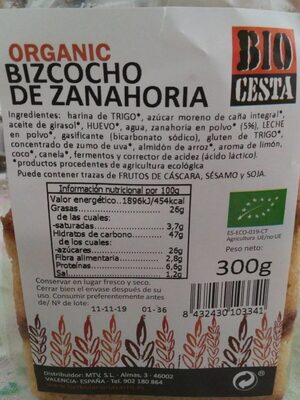 ORGANIC
BIZCOCHO
DE ZANAHORIA
BIO
CESTA
Ingredientes: harina de TRIGO*, azúcar moreno de caña integral*,
aceite de girasol*, HUEVO*, agua, zanahoria en polvo* (5%), LECHE
en polvo*, gasificante (bicarbonato sódico), gluten de TRIGO*,
concentrado de zumo de uva*, almidón de arroz*, aroma de limón,
coco*, canela*, fermentos y corrector de acidez (ácido láctico).
*productos procedentes de agricultura ecológica
Puede contener trazas de FRUTOS DE CÁSCARA, SÉSAMO y SOJA.
Información nutricional por 100g
Valor energético..1896kJ/454kcal
Grasas 26g
de las cuales:
-saturadas 3,7g
Hidratos de carbono 47g
de los cuales:
-azúcares 26g
Fibra alimentaria 2,8g
Proteínas 6,6g
Sal 1,2g
ES-ECO-019-CT
Agricultura UE/no UE
Peso neto:
300g
Conservar en lugar fresco y seco.
Cerrar bien el envase después de su
uso. Consumir preferentemente antes
de/ Nº de lote:
11-11-19 01-36
8 432430 103341
Distribuidor: MTV, S.L. - Almas, 3 - 46002
VALENCIA- ESPAÑA - Tel. 902 180 864